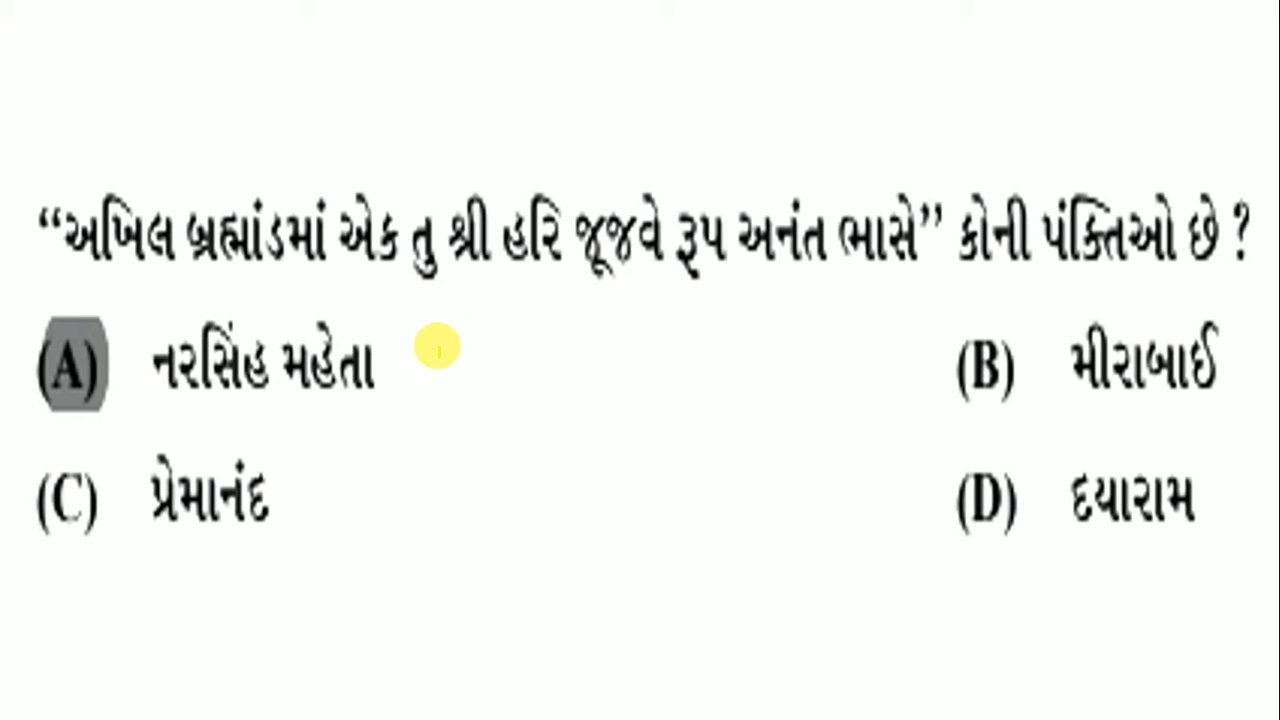 “અખિલ બ્રહ્માંડમાં એક તુ શ્રી હરિ જૂજવે રૂપ અનંત ભાસે” કોની પંક્તિઓ છે ?
(A) નરસિંહ મહેતા (B) મીરાબાઈ
(C) પ્રેમાનંદ (D) દયારામ